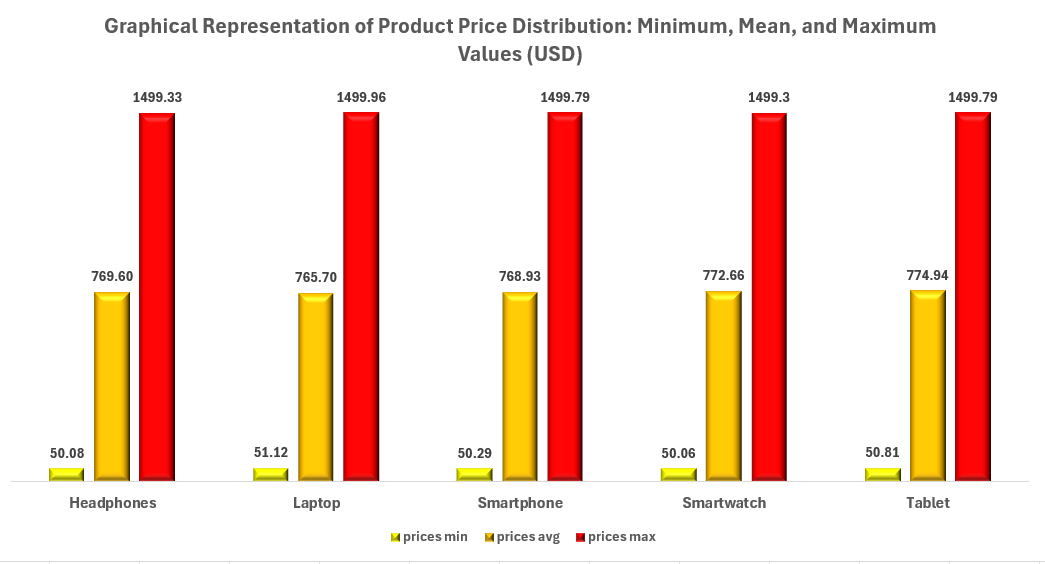 Graphical Representation of Product Price Distribution: Minimum, Mean, and Maximum
Values (USD)
1499.33 1499.96 1499.79 1499.3 1499.79
769.60 765.70 768.93 772.66 774.94
50.08 51.12 50.29 50.06 50.81
Headphones Laptop Smartphone Smartwatch Tablet
prices min prices avg prices max